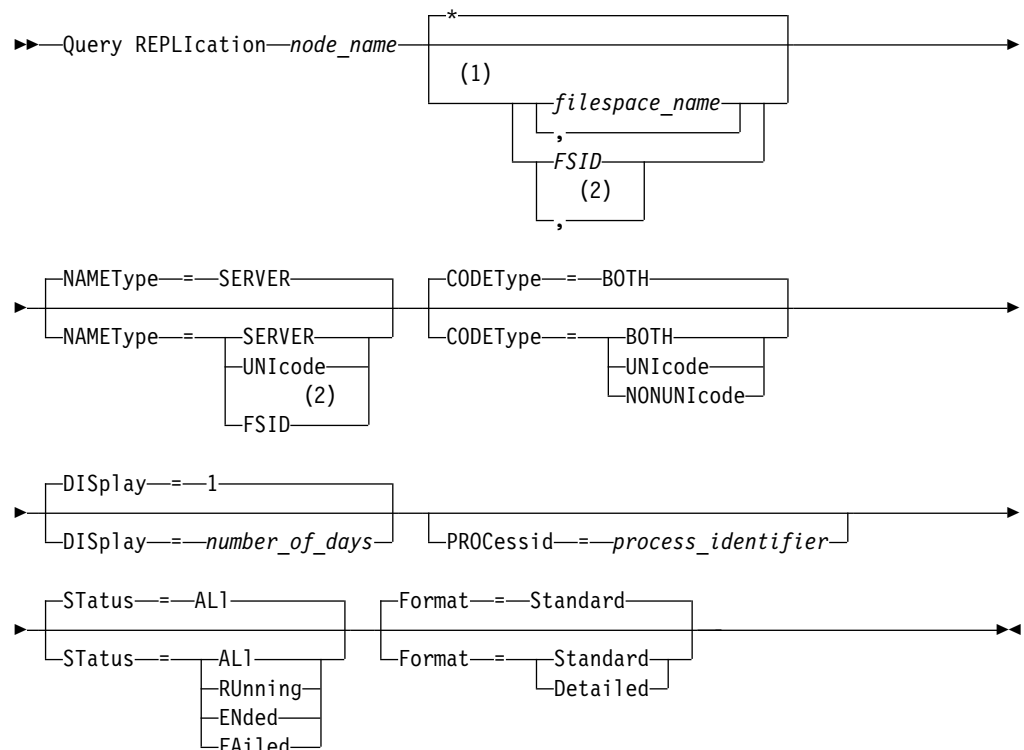 *
Query REPLIcation node_name
(1)
filespace_name
,
FSID
(2)
,
NAMEType = SERVER CODEType = BOTH
NAMEType = SERVER CODEType = BOTH
UNIcode UNIcode
(2) NONUNIcode
FSID
DISplay = 1
DISplay = number_of_days PROCessid = process_identifier
STatus = ALl Format = Standard
STatus = ALl Format = Standard
RUnning Detailed
ENded
FAiled